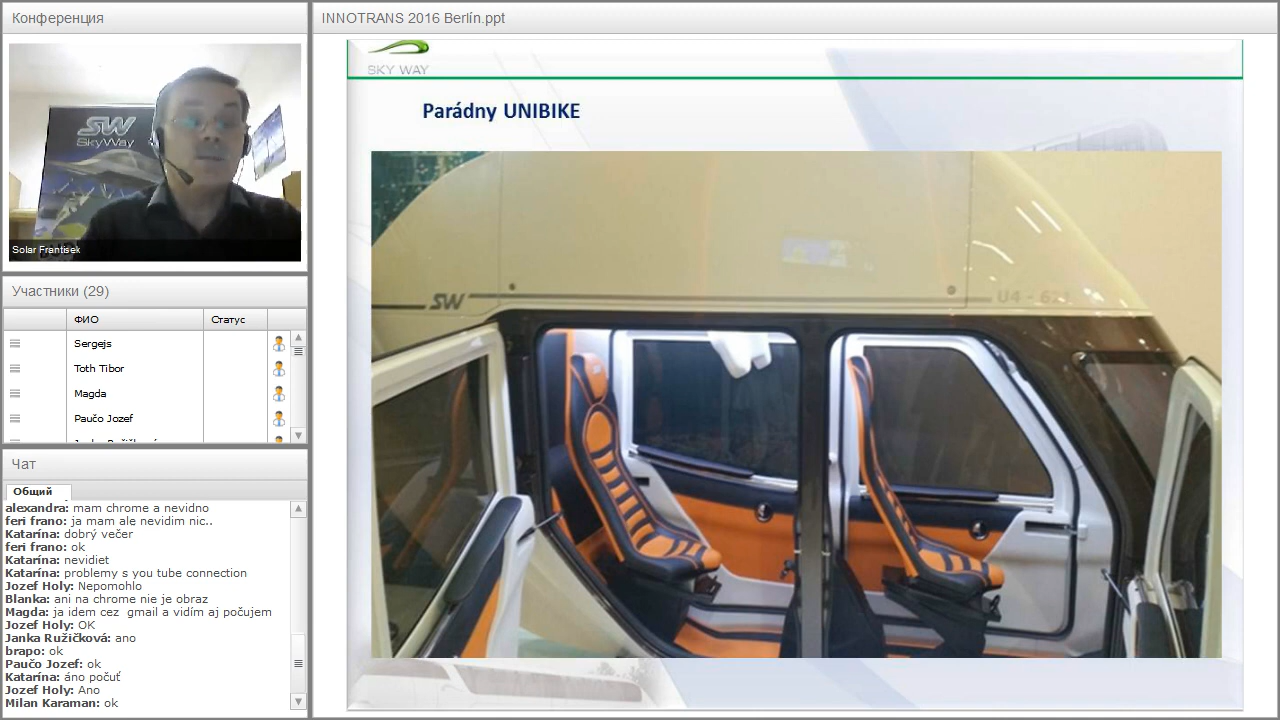 Конференция
SW
SkyWay
Solar Frantisek
Участники (29)
ФИО
Статус
Sergejs
Toth Tibor
Magda
Paučo Jozef
Чат
Общий
alexandra: mam chrome a nevidno
feri frano: ja mam ale nevidim nic..
Katarína: dobrý večer
feri frano: ok
Katarína: nevidiet
Katarína: problemy s you tube connection
Jozef Holy: Nepomohlo
Blanka: ani na chrome nie je obraz
Magda: ja idem cez gmail a vidím aj počujem
Jozef Holy: OK
Janka Ružičková: ano
brapo: ok
Paučo Jozef: ok
Katarína: áno počuť
Jozef Holy: Ano
Milan Karaman: ok
INNOTRANS 2016 Berlín.ppt
SKY WAY
Parádny UNIBIKE
SW